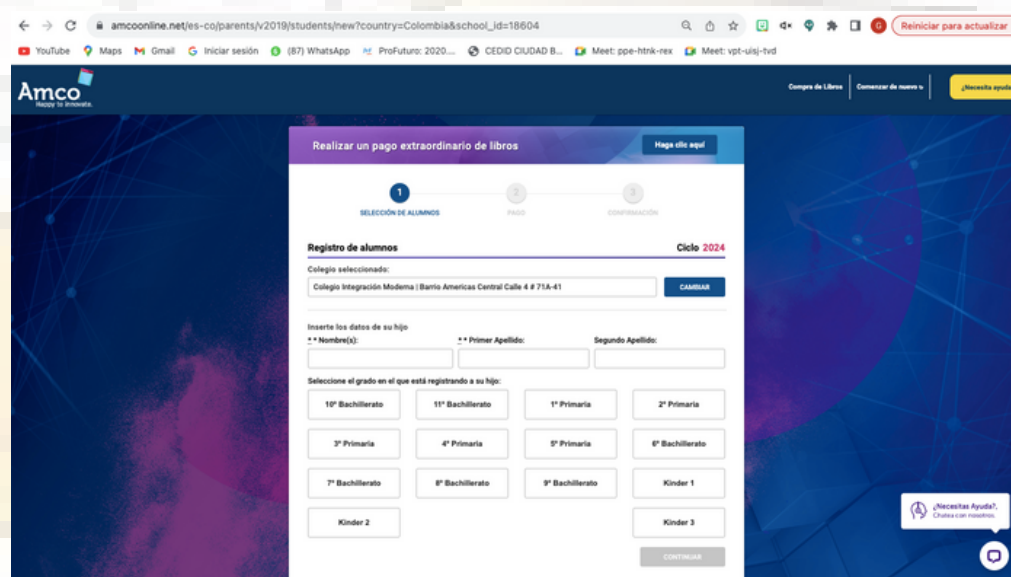 amcoonline.net/es-co/parents/v2019/students/new?country=Colombia&school_id=18604
G
Reiniciar para actualizar
YouTube Maps Gmail Iniciar sesión (87) WhatsApp ProFuturo: 2020.... CEDID CIUDAD B... Meet: ppe-htnk-rex Meet: vpt-uisj-tvd
Amco
Happy to innovate.
Compra de Libros
Comenzar de nuevo
¿Necesita ayuda
Realizar un pago extraordinario de libros
Haga clic aquí
1 2 3
SELECCIÓN DE ALUMNOS PAGO CONFIRMACIÓN
Registro de alumnos Ciclo 2024
Colegio seleccionado:
Colegio Integración Moderna | Barrio Americas Central Calle 4 # 71A-41
CAMBIAR
Inserte los datos de su hijo
* * Nombre(s): * * Primer Apellido: Segundo Apellido:
Seleccione el grado en el que está registrando a su hijo:
10° Bachillerato 11° Bachillerato 1° Primaria 2° Primaria
3° Primaria 4° Primaria 5° Primaria 6° Bachillerato
7° Bachillerato 8° Bachillerato 9° Bachillerato Kinder 1
Kinder 2 Kinder 3
CONTINUAR
¿Necesitas Ayuda?,
Chatea con nosotros.